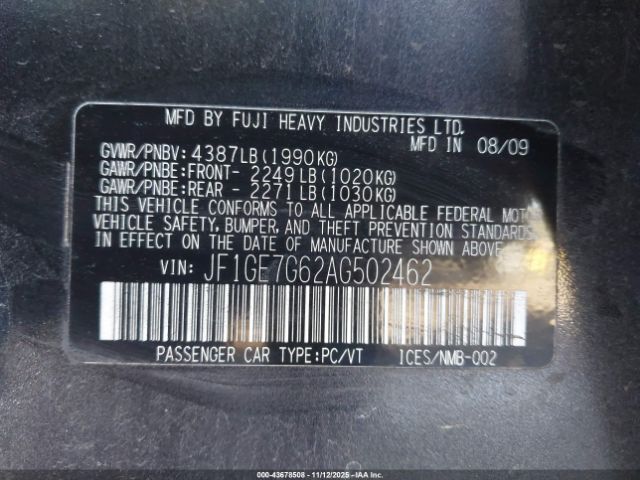 MFD BY FUJI HEAVY INDUSTRIES LTD.
MFD IN 08/09
GVWR/PNBV: 4387LB(1990KG)
GAWR/PNBE:FRONT- 2249LB(1020KG)
GAWR/PNBE:REAR - 2271LB(1030KG)
THIS VEHICLE CONFORMS TO ALL APPLICABLE FEDERAL MOTOR
VEHICLE SAFETY, BUMPER, AND THEFT PREVENTION STANDARDS
IN EFFECT ON THE DATE OF MANUFACTURE SHOWN ABOVE.
VIN: JF1GE7G62AG502462
PASSENGER CAR TYPE:PC/VT ICES/NMB-002
000-43678508 - 11/12/2025 - IAAI.COM